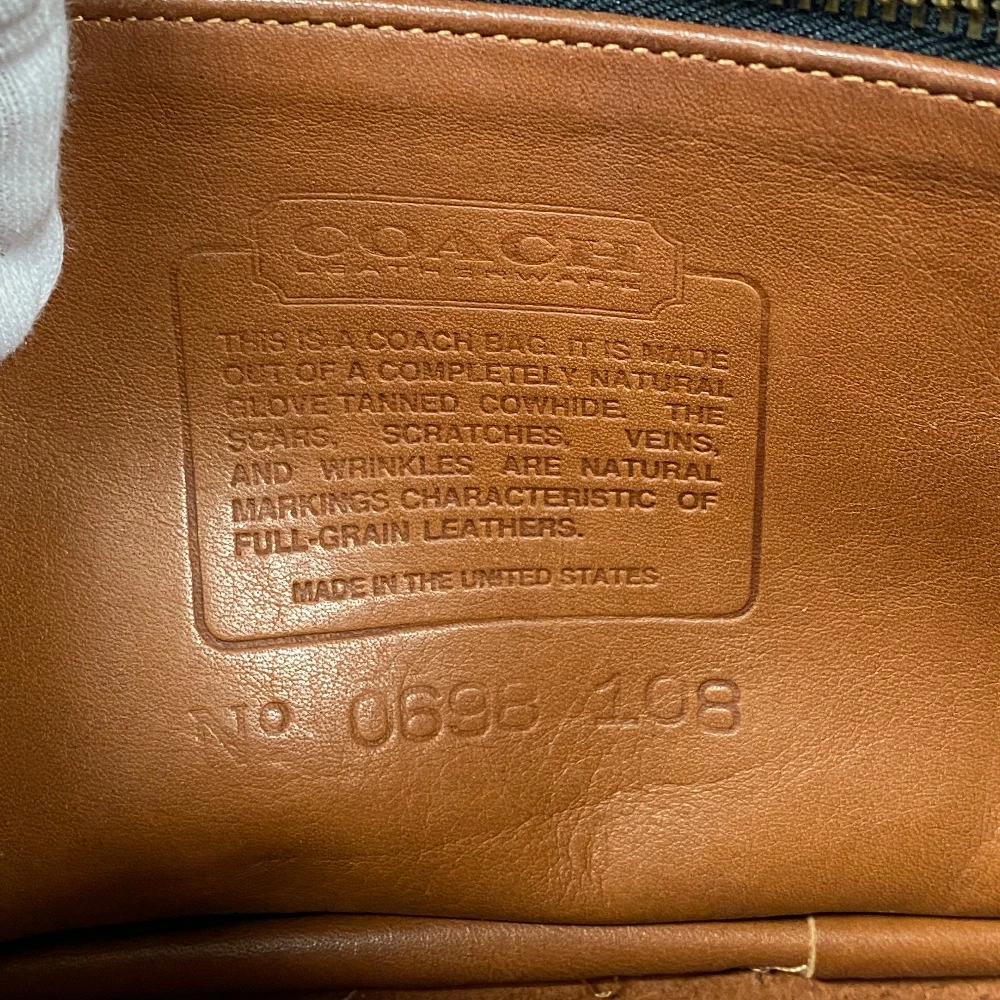 COACH
LEATHERWARE
THIS IS A COACH BAG. IT IS MADE
OUT OF A COMPLETELY NATURAL
GLOVE TANNED COWHIDE. THE
SCARS, SCRATCHES, VEINS,
AND WRINKLES ARE NATURAL
MARKINGS CHARACTERISTIC OF
FULL-GRAIN LEATHERS.
MADE IN THE UNITED STATES
Nº 069B 108